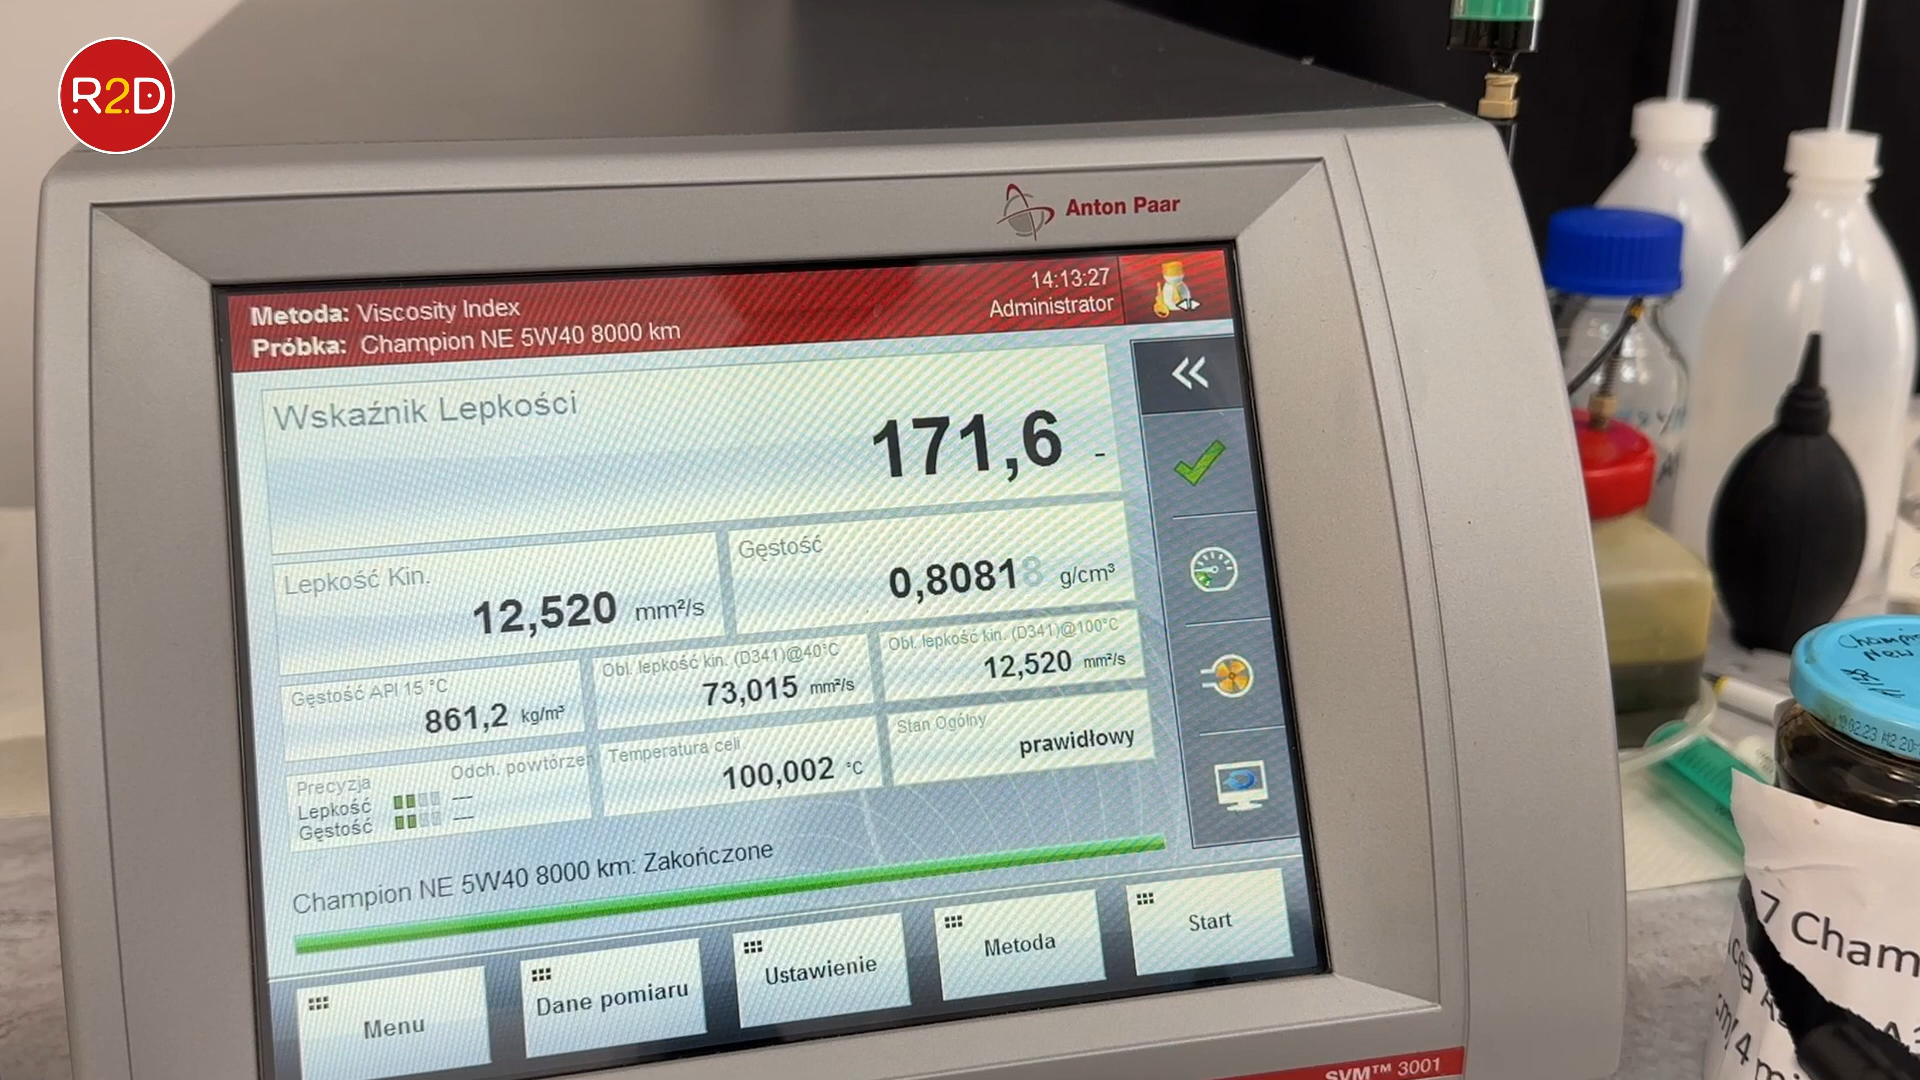 R2D
Anton Paar
Metoda: Viscosity Index
14:13:27
Próbka: Champion NE 5W40 8000 km
Administrator
Wskaźnik Lepkości
171,6 -
Lepkość Kin.
12,520 mm²/s
Gęstość
0,80818 g/cm³
Gęstość API 15 °C
861,2 kg/m³
Obl. lepkość kin. (D341)@40°C
73,015 mm²/s
Obl. lepkość kin. (D341)@100°C
12,520 mm²/s
Precyzja
Odch. powtórzeń
Lepkość ---
Gęstość ---
Temperatura celi
100,002 °C
Stan Ogólny
prawidłowy
Champion NE 5W40 8000 km: Zakończone
Menu
Dane pomiaru
Ustawienie
Metoda
Start
SVM™ 3001
Champi
New
7 Cham